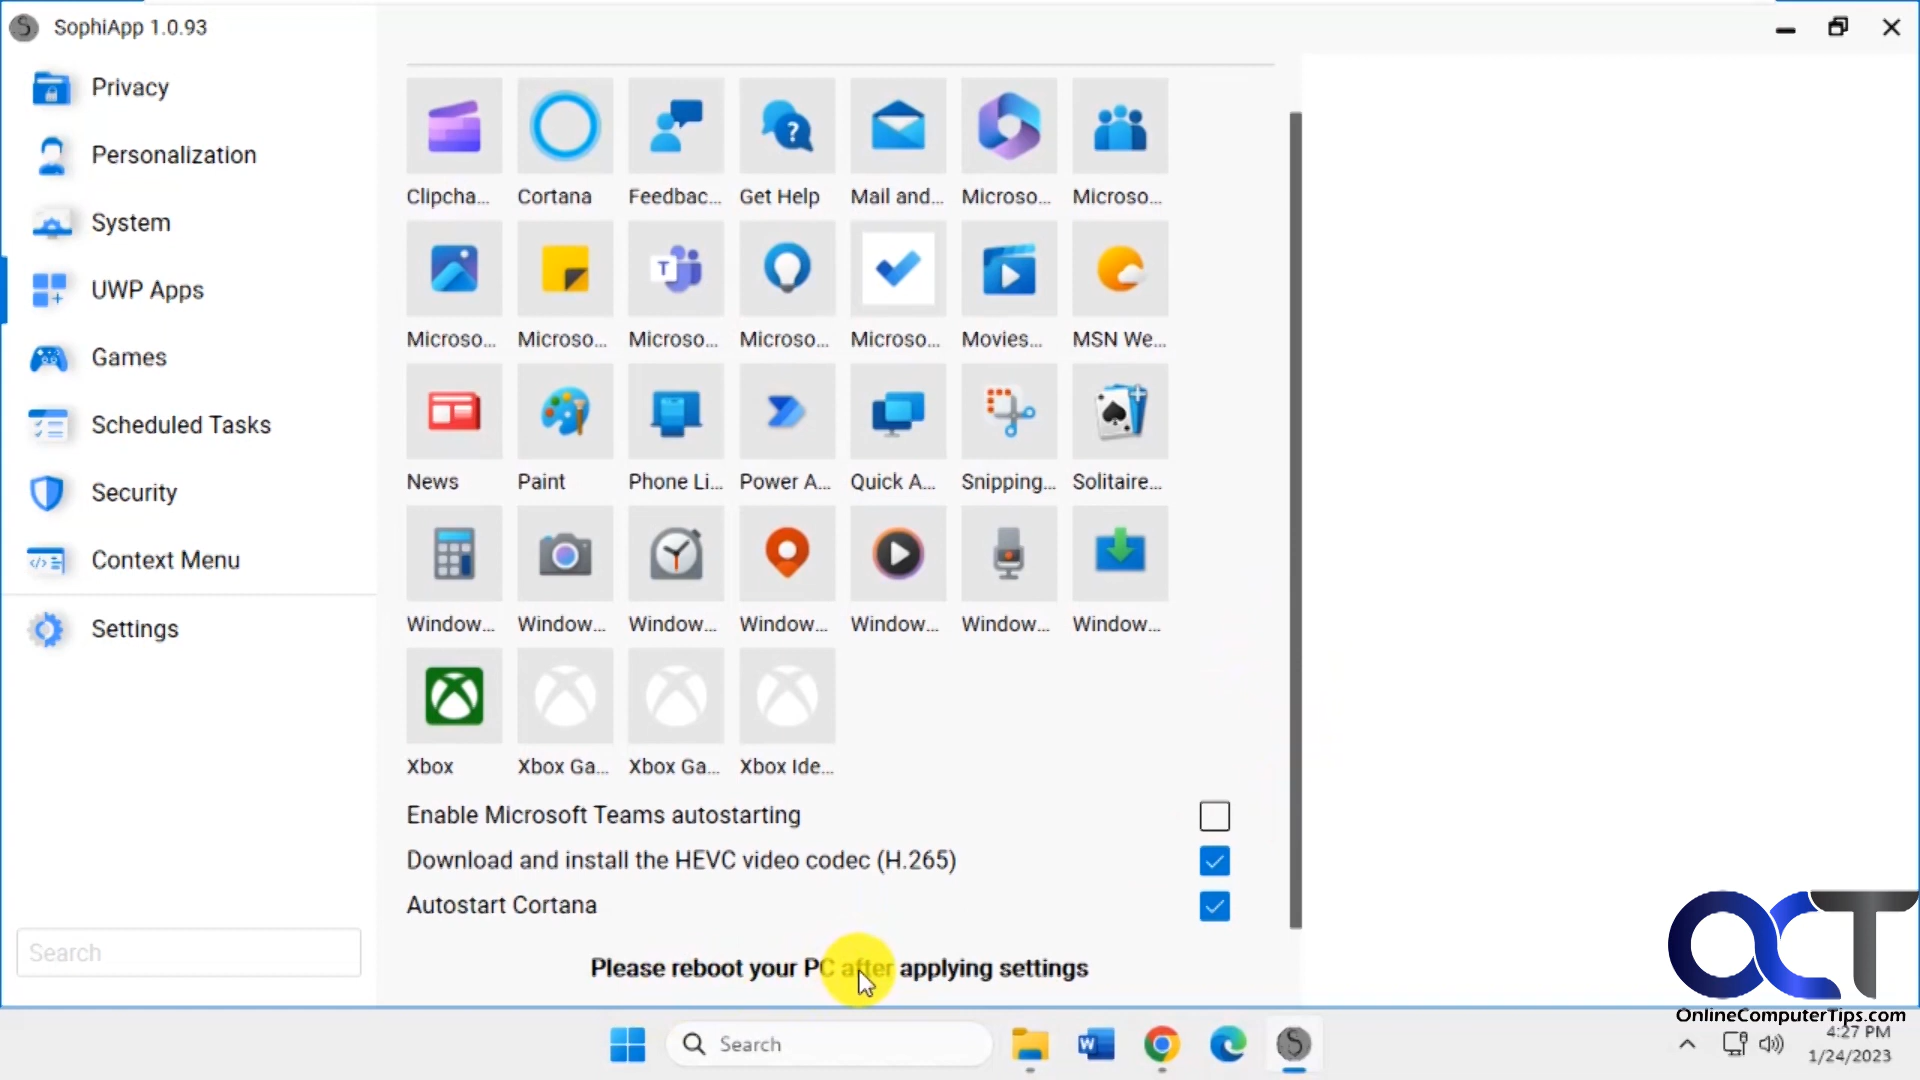 SophiApp 1.0.93
Privacy
Personalization
System
UWP Apps
Games
Scheduled Tasks
Security
Context Menu
Settings
Search
Clipcha... Cortana Feedbac... Get Help Mail and... Microso... Microso...
T
Microso... Microso... Microso... Microso... Microso... Movies... MSN We...
News Paint Phone Li... Power A... Quick A... Snipping... Solitaire...
Window... Window... Window... Window... Window... Window... Window...
Xbox Xbox Ga... Xbox Ga... Xbox Ide...
Enable Microsoft Teams autostarting
Download and install the HEVC video codec (H.265)
Autostart Cortana
Please reboot your PC after applying settings
OCT
OnlineComputerTips.com
Search
W
4:27 PM
1/24/2023